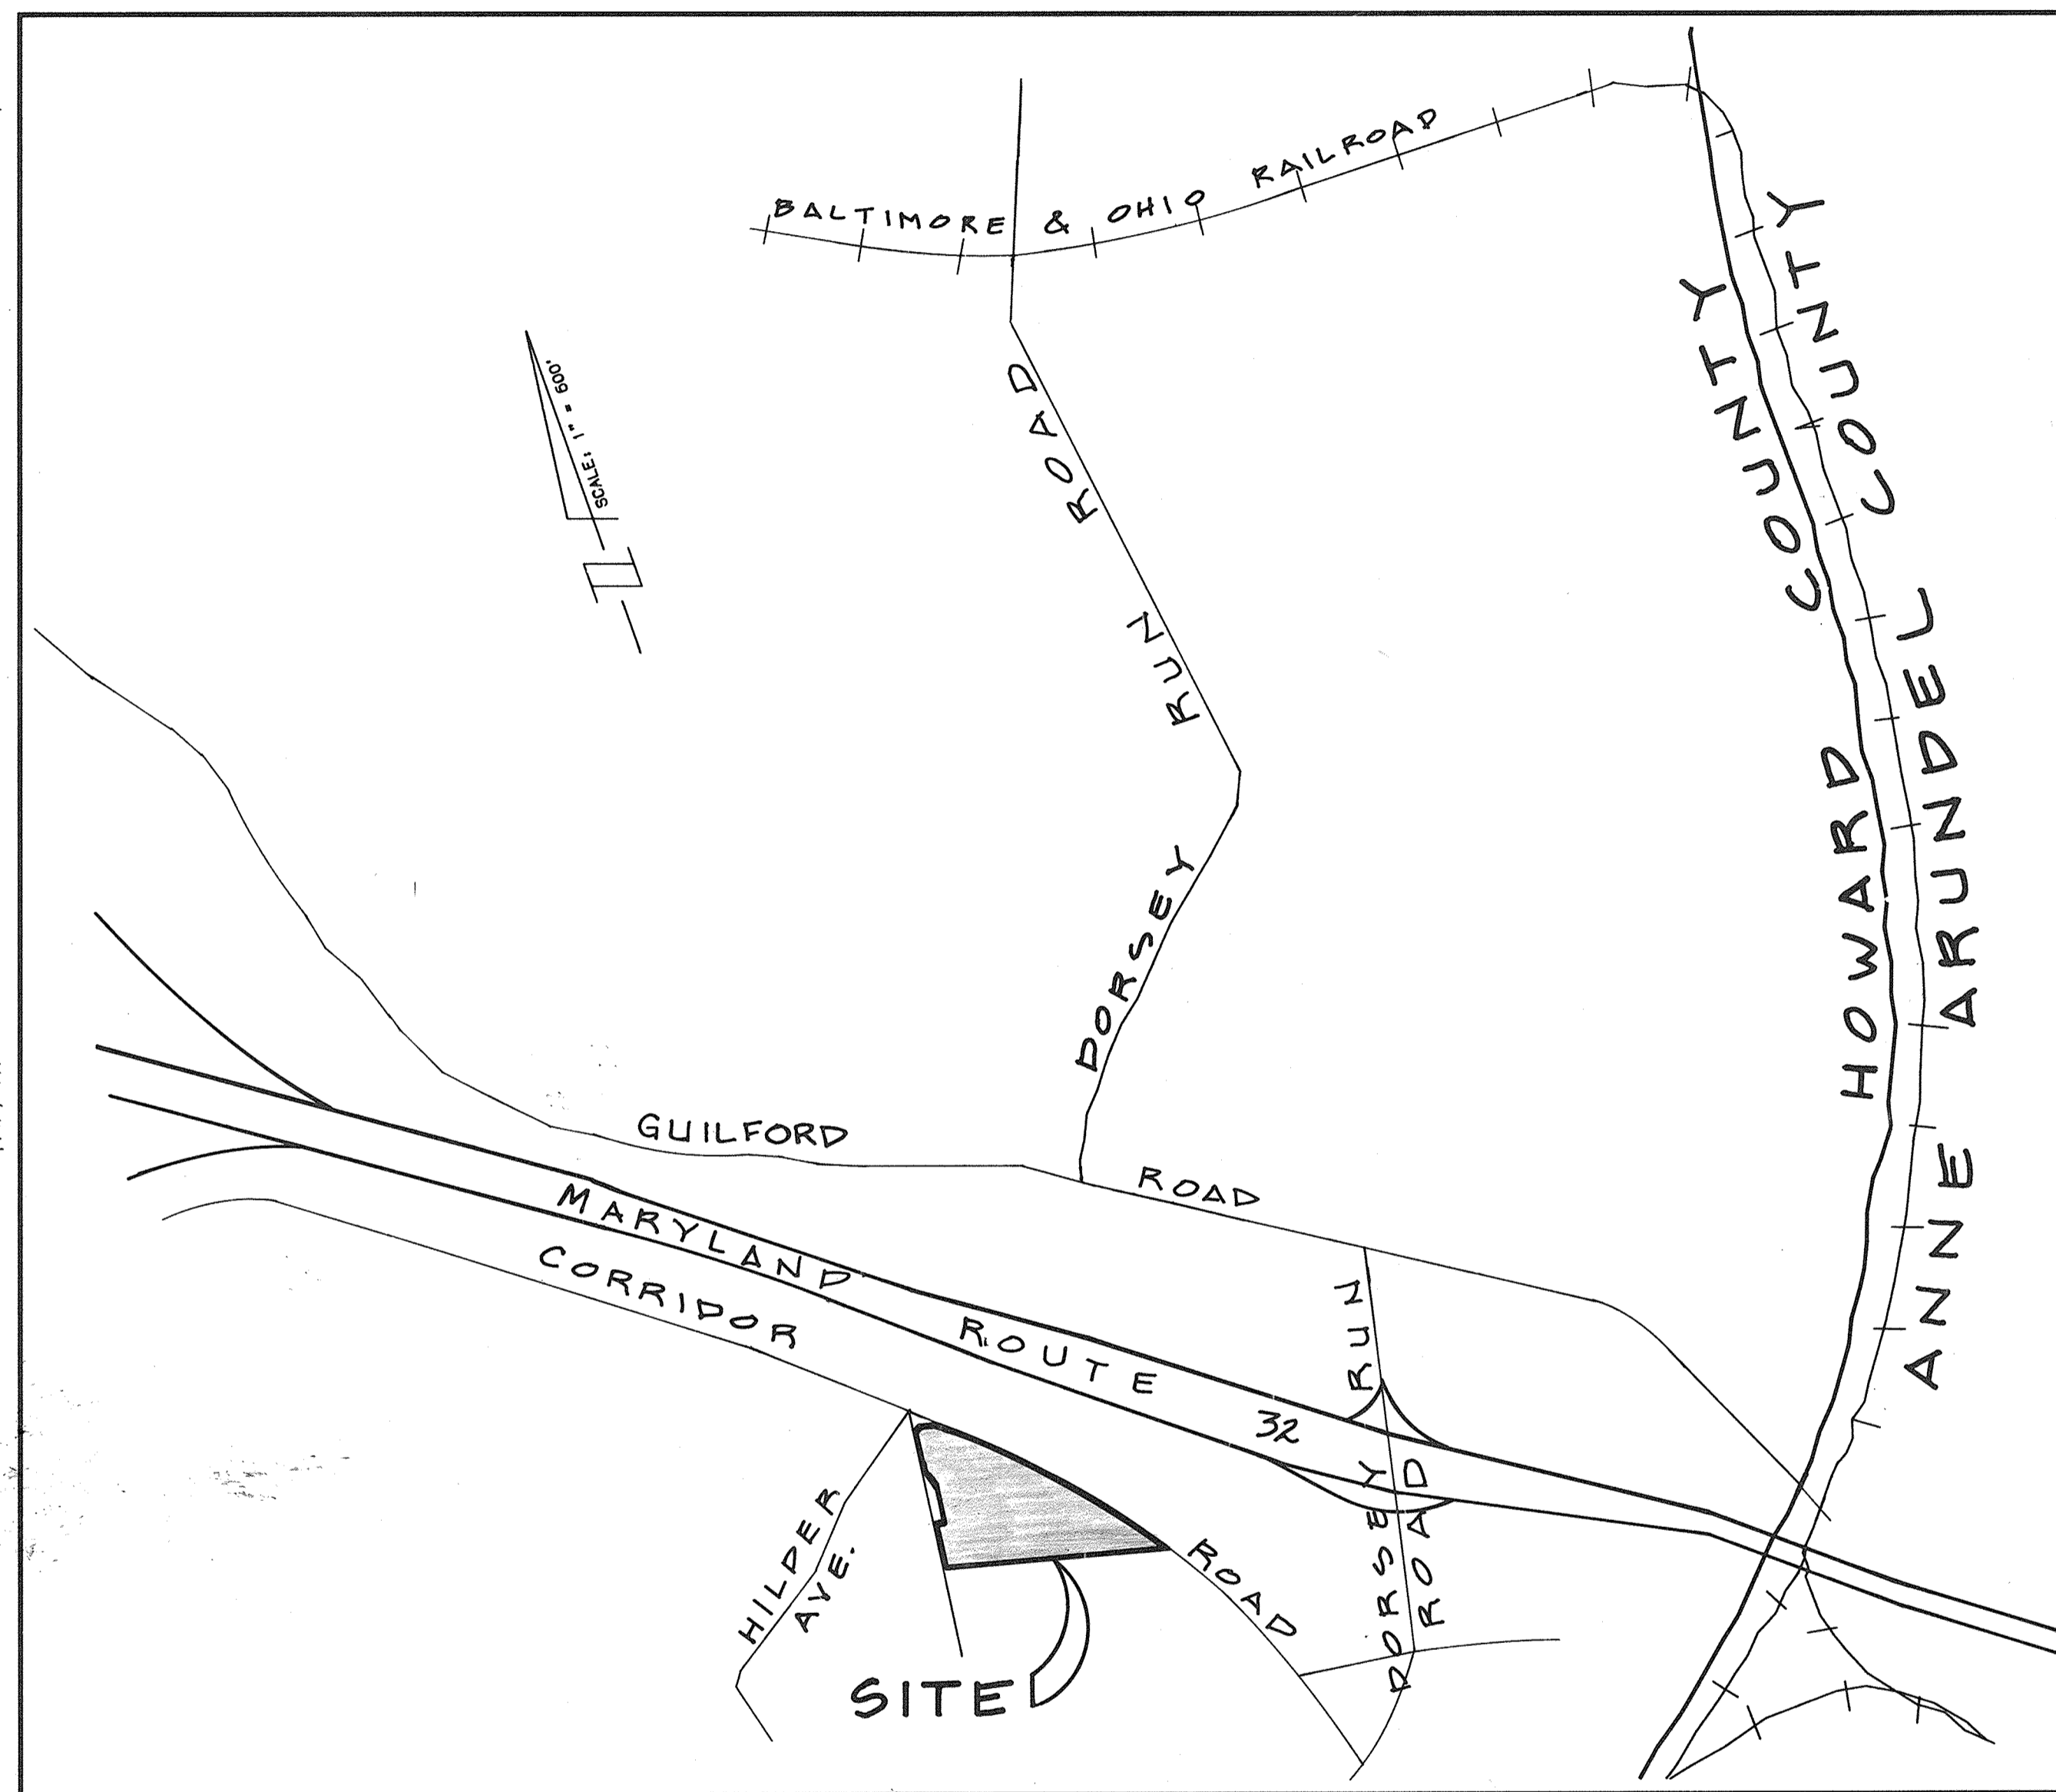 BALTIMORE & OHIO RAILROAD
SCALE: 1" = 600'
N
DORSEY RUN ROAD
HOWARD COUNTY
ANNE ARUNDEL COUNTY
GUILFORD ROAD
MARYLAND ROUTE 32
CORRIDOR ROAD
DORSEY RUN
ROAD
HILDER
AVE.
SITE